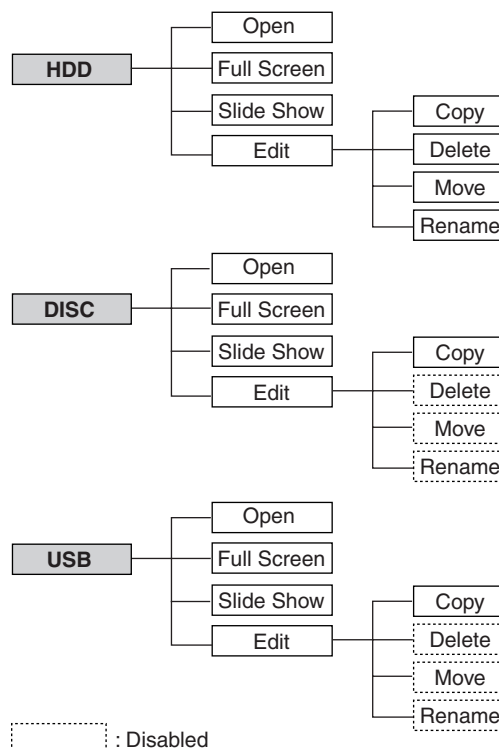 Open
HDD
Full Screen
Slide Show
Copy
Edit
Delete
Move
Rename
Open
DISC
Full Screen
Slide Show
Copy
Edit
Delete
Move
Rename
Open
USB
Full Screen
Slide Show
Copy
Edit
Delete
Move
Rename
: Disabled